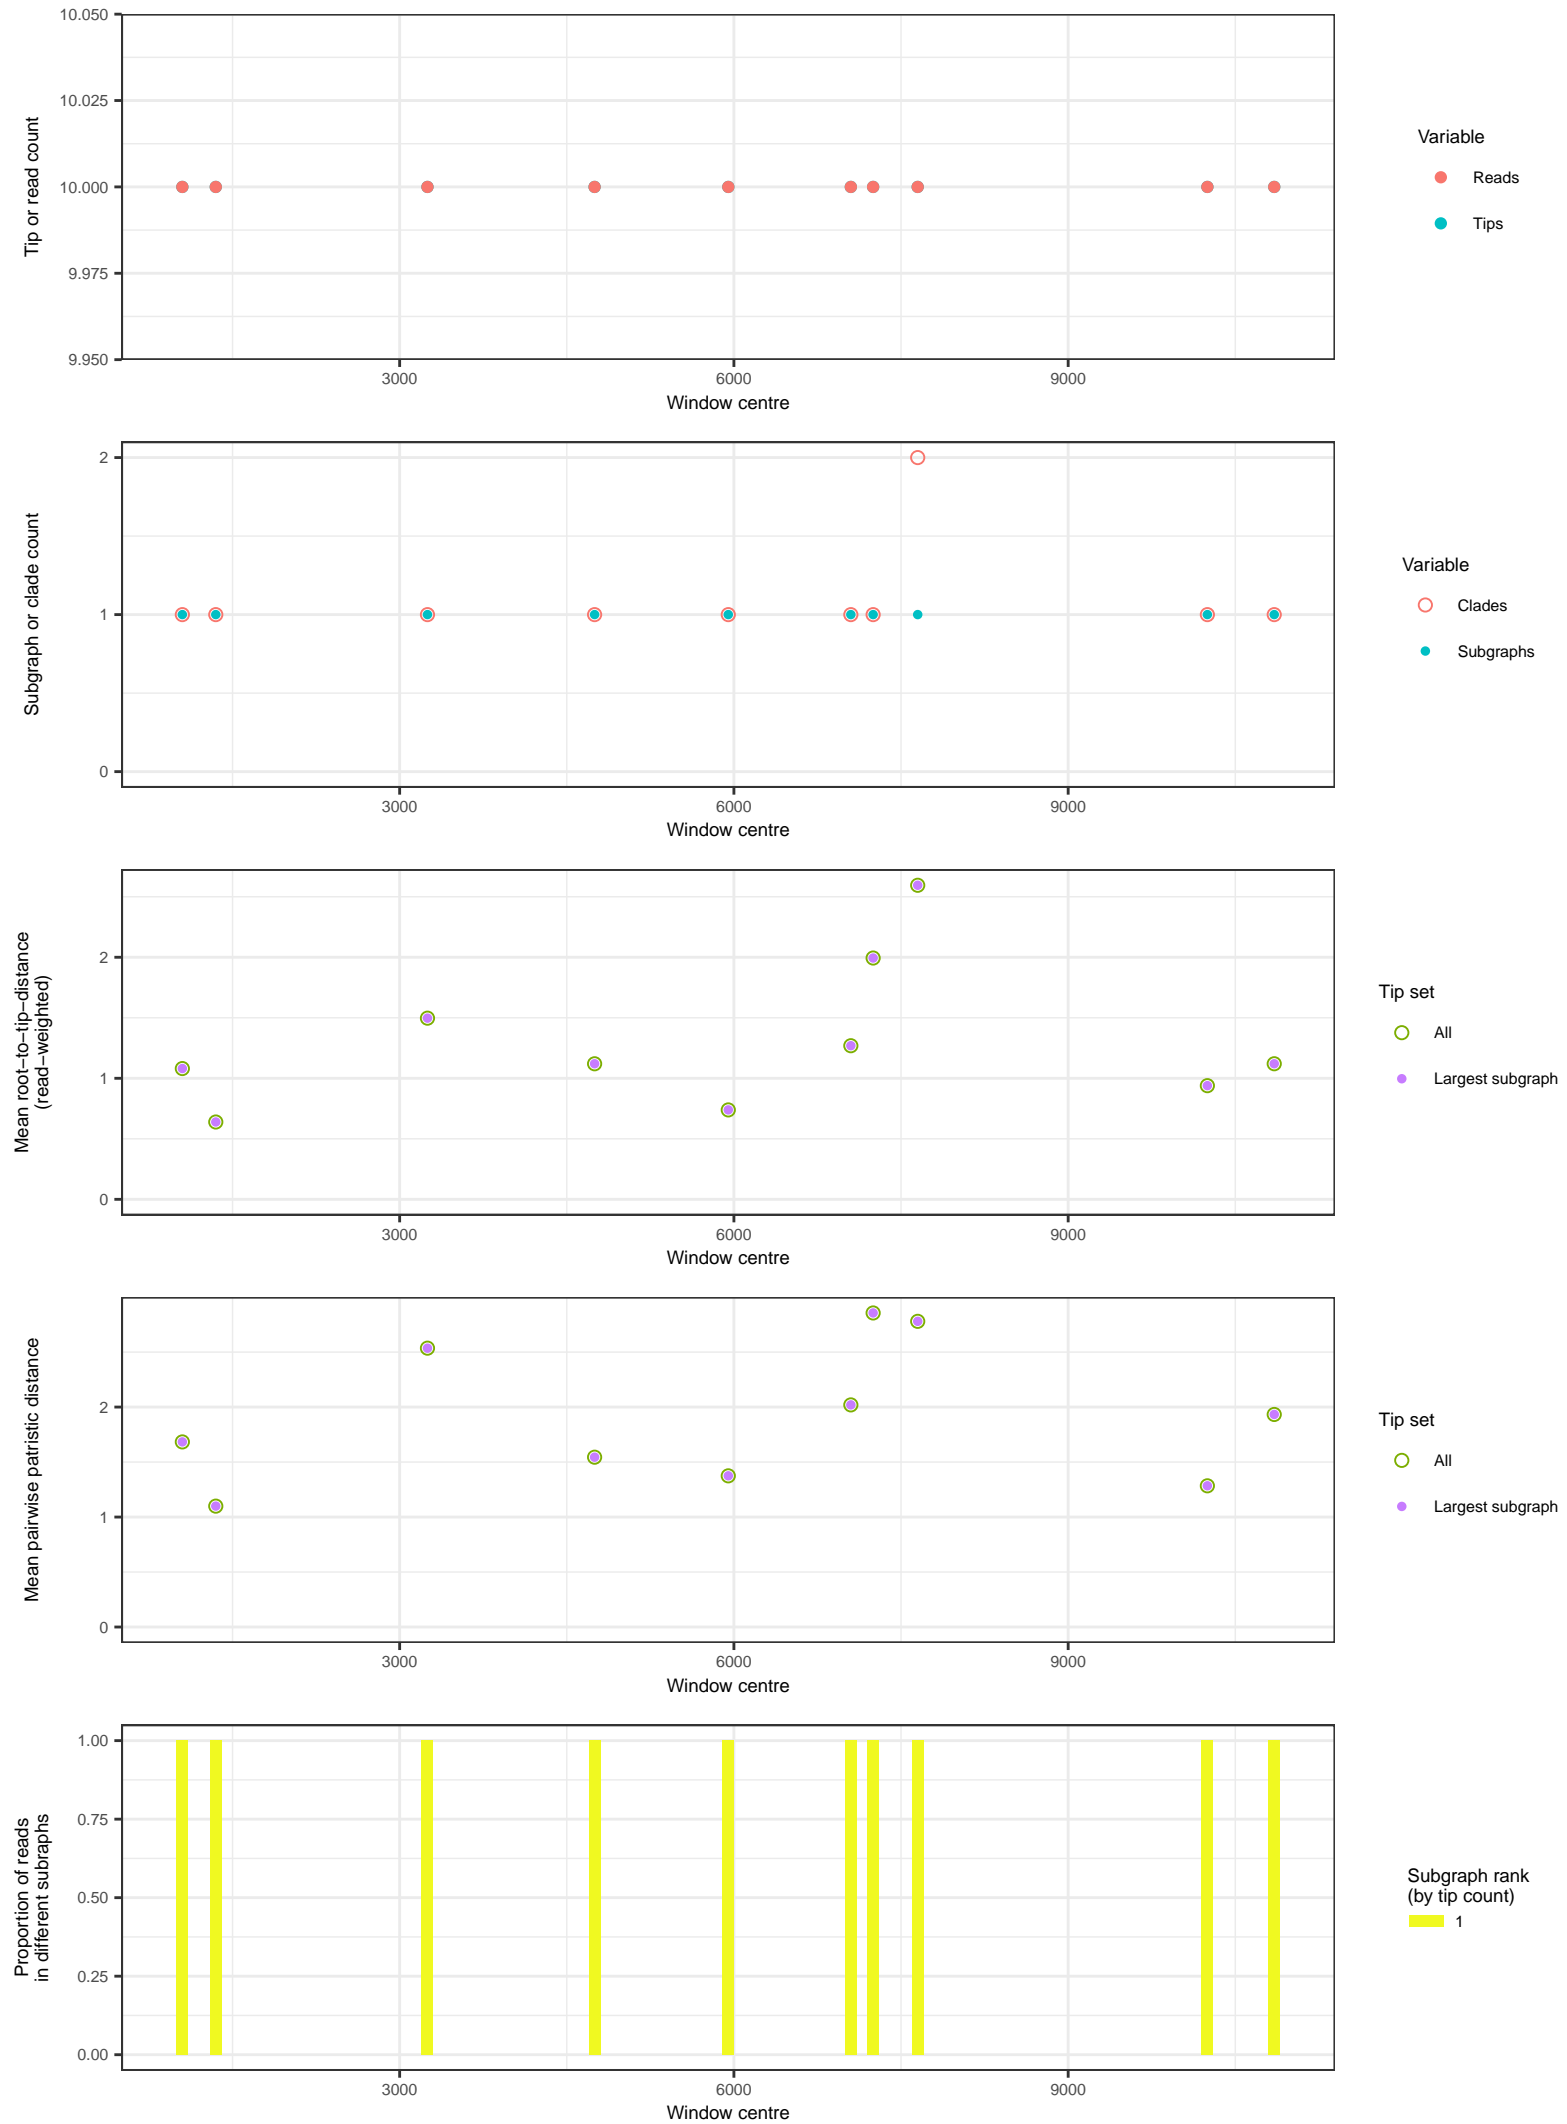 10.050
10.025
10.000
9.975
9.950
Tip or read count
3000
6000
9000
Window centre
Variable
Reads
Tips
2
1
0
Subgraph or clade count
3000
6000
9000
Window centre
Variable
Clades
Subgraphs
2
1
0
Mean root−to−tip−distance
(read−weighted)
3000
6000
9000
Window centre
Tip set
All
Largest subgraph
2
1
0
Mean pairwise patristic distance
3000
6000
9000
Window centre
Tip set
All
Largest subgraph
1.00
0.75
0.50
0.25
0.00
Proportion of reads
in different subraphs
3000
6000
9000
Window centre
Subgraph rank
(by tip count)
1